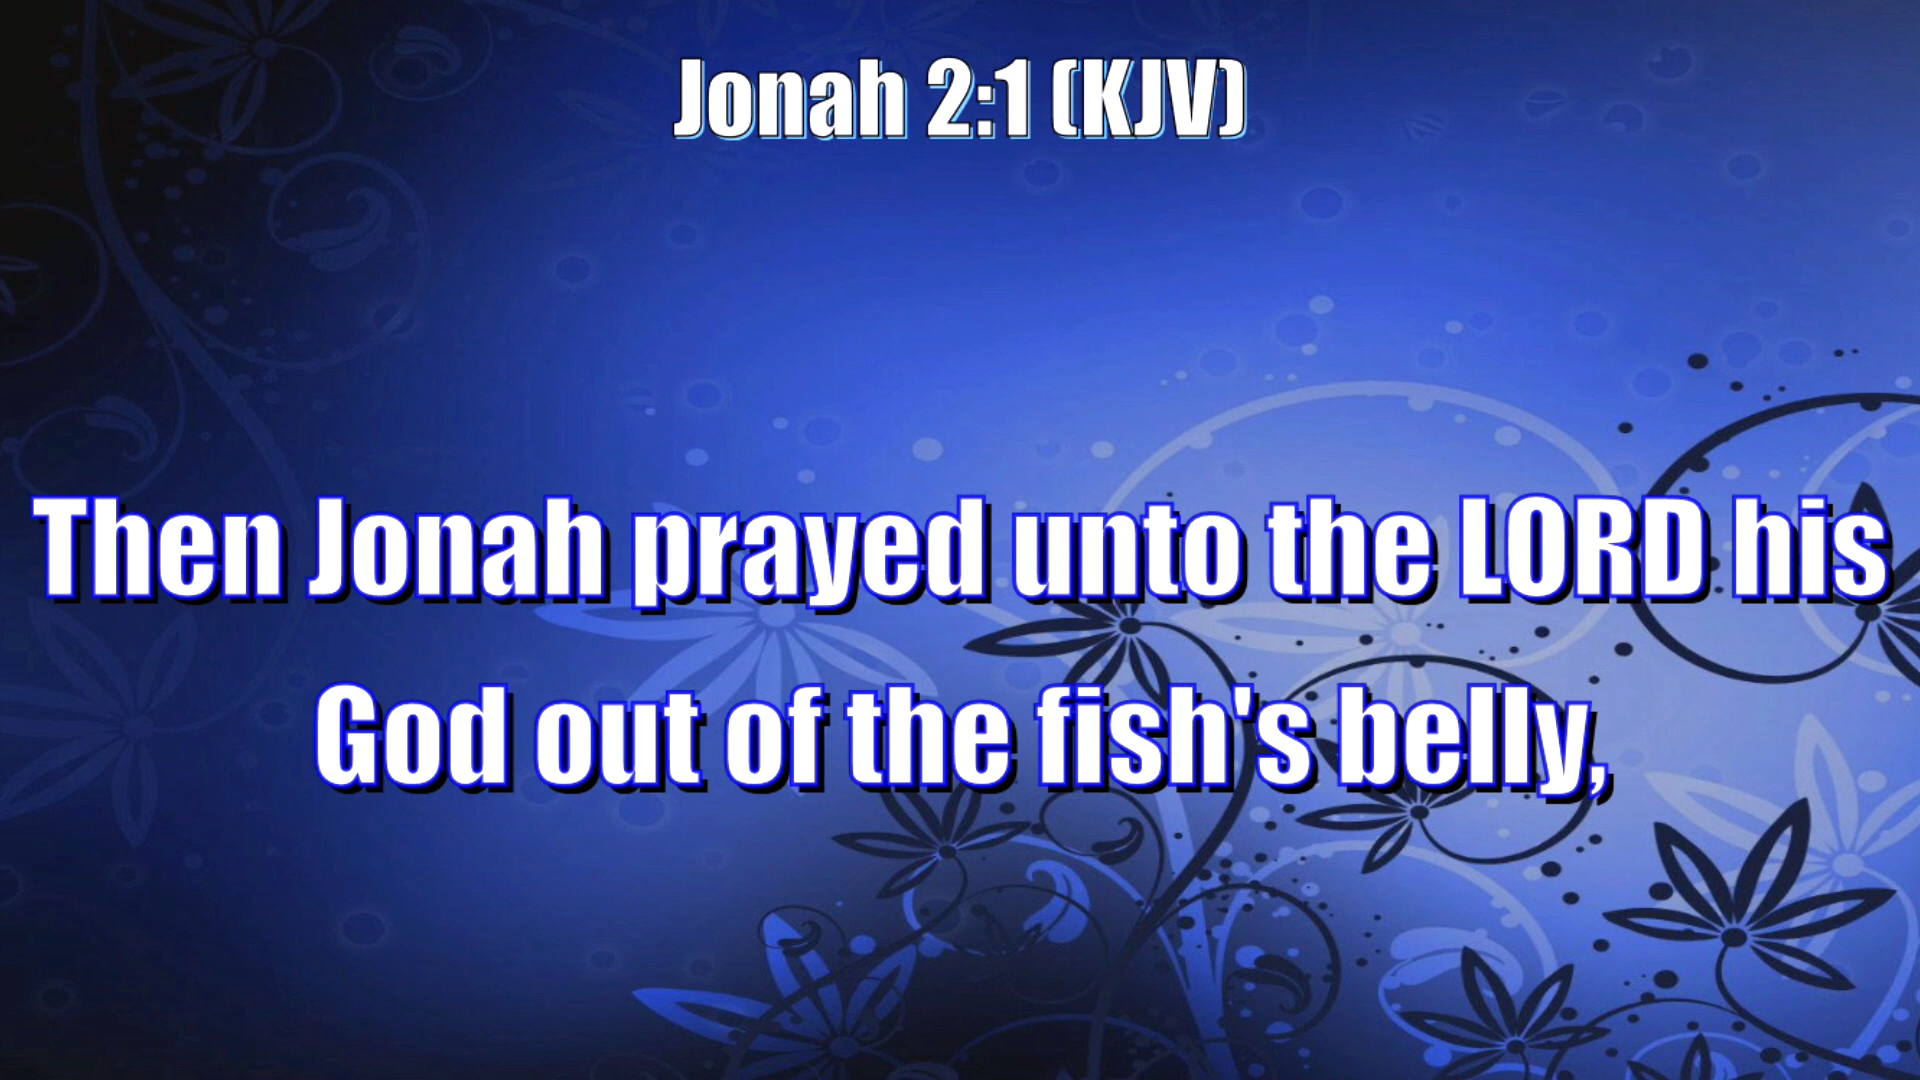 Jonah 2:1 (KJV)
Then Jonah prayed unto the LORD his
God out of the fish's belly,